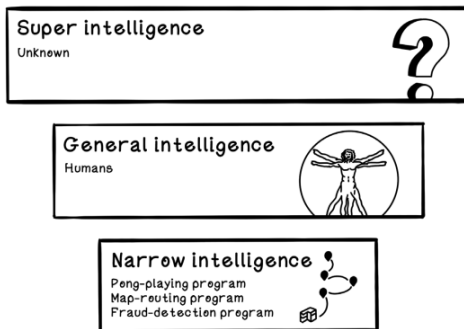 Super intelligence
Unknown
General intelligence
Humans
Narrow intelligence
Pong-playing program
Map-routing program
Fraud-detection program